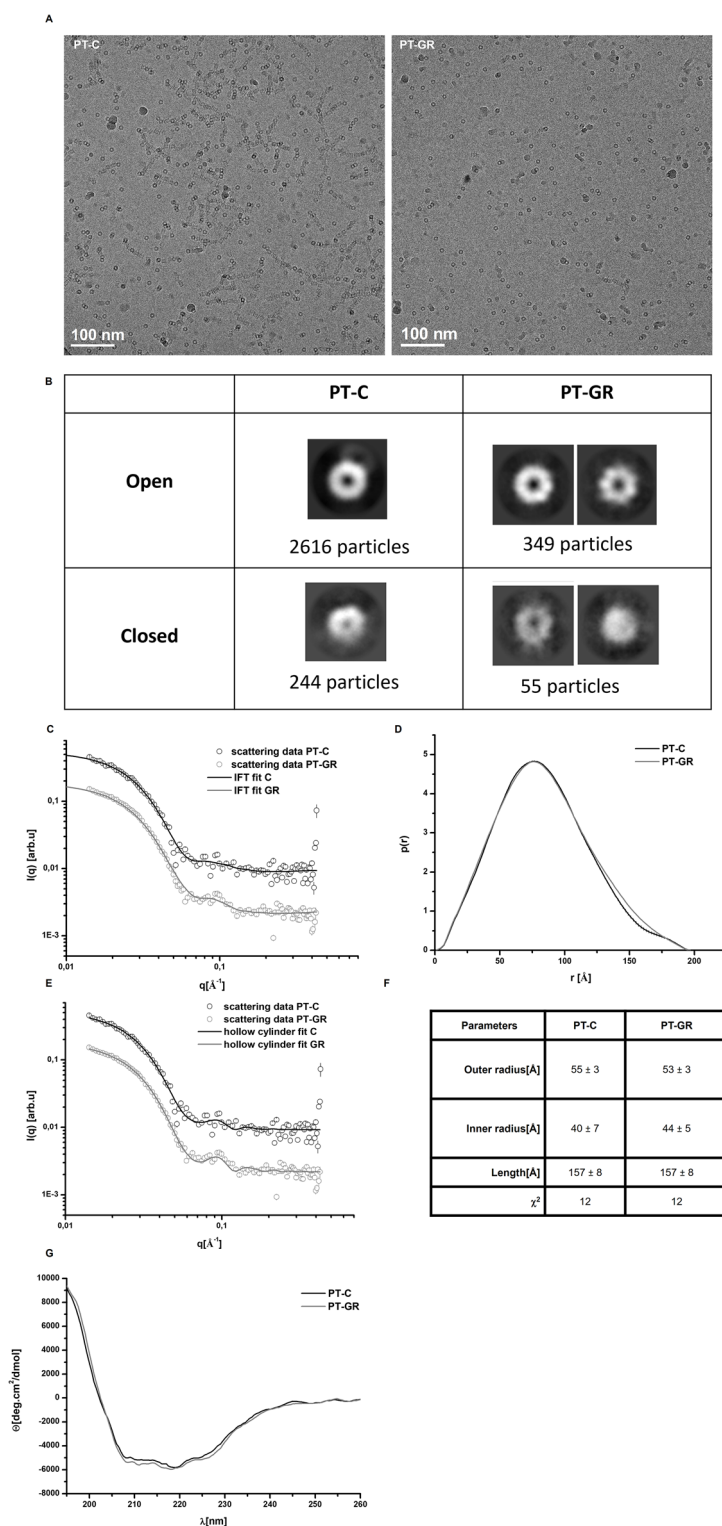 A
PT-C
PT-GR
100 nm
100 nm
B
PT-C
PT-GR
Open
2616 particles
349 particles
Closed
244 particles
55 particles
C
I(q) [arb.u]
0,1
0,01
1E-3
0,01
0,1
q[Å⁻¹]
scattering data PT-C
scattering data PT-GR
IFT fit C
IFT fit GR
D
p(r)
5
4
3
2
1
0
0
50
100
150
200
r [Å]
PT-C
PT-GR
E
I(q) [arb.u]
0,1
0,01
1E-3
0,01
0,1
q[Å⁻¹]
scattering data PT-C
scattering data PT-GR
hollow cylinder fit C
hollow cylinder fit GR
F
Parameters PT-C PT-GR
Outer radius[Å] 55 ± 3 53 ± 3
Inner radius[Å] 40 ± 7 44 ± 5
Length[Å] 157 ± 8 157 ± 8
χ² 12 12
G
Θ[deg.cm²/dmol]
10000
8000
6000
4000
2000
0
-2000
-4000
-6000
-8000
200
210
220
230
240
250
260
λ[nm]
PT-C
PT-GR